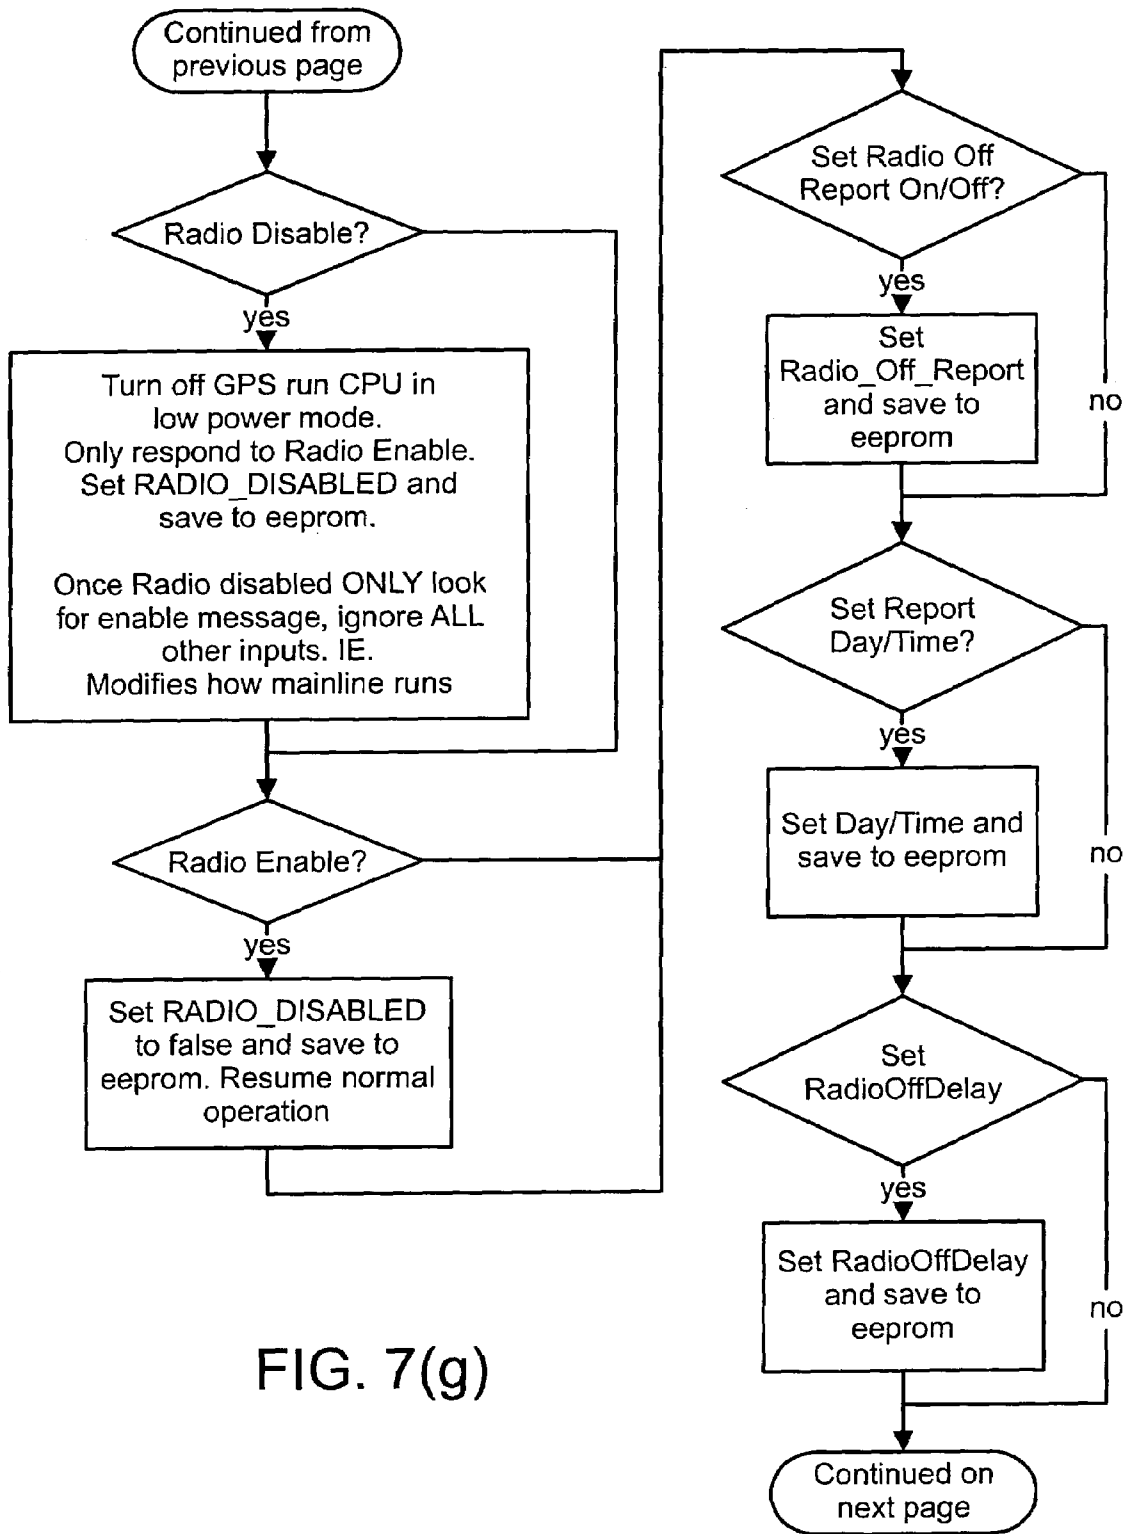 Continued from
previous page
Radio Disable?
yes
Turn off GPS run CPU in
low power mode.
Only respond to Radio Enable.
Set RADIO_DISABLED and
save to eeprom.
Once Radio disabled ONLY look
for enable message, ignore ALL
other inputs. IE.
Modifies how mainline runs
Radio Enable?
yes
Set RADIO_DISABLED
to false and save to
eeprom. Resume normal
operation
Set Radio Off
Report On/Off?
yes
Set
Radio_Off_Report
and save to
eeprom
no
Set Report
Day/Time?
yes
Set Day/Time and
save to eeprom
no
Set
RadioOffDelay
yes
Set RadioOffDelay
and save to
eeprom
no
Continued on
next page
FIG. 7(g)